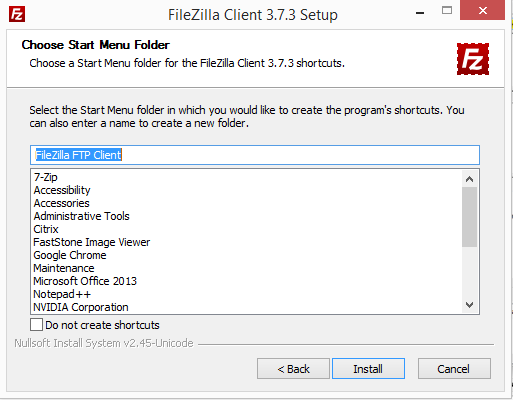 FileZilla Client 3.7.3 Setup
Choose Start Menu Folder
Choose a Start Menu folder for the FileZilla Client 3.7.3 shortcuts.
Fz
Select the Start Menu folder in which you would like to create the program's shortcuts. You
can also enter a name to create a new folder.
FileZilla FTP Client
7-Zip
Accessibility
Accessories
Administrative Tools
Citrix
FastStone Image Viewer
Google Chrome
Maintenance
Microsoft Office 2013
Notepad++
NVIDIA Corporation
Do not create shortcuts
Nullsoft Install System v2.45-Unicode
< Back
Install
Cancel